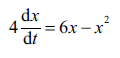 4 dx/dt = 6x − x²